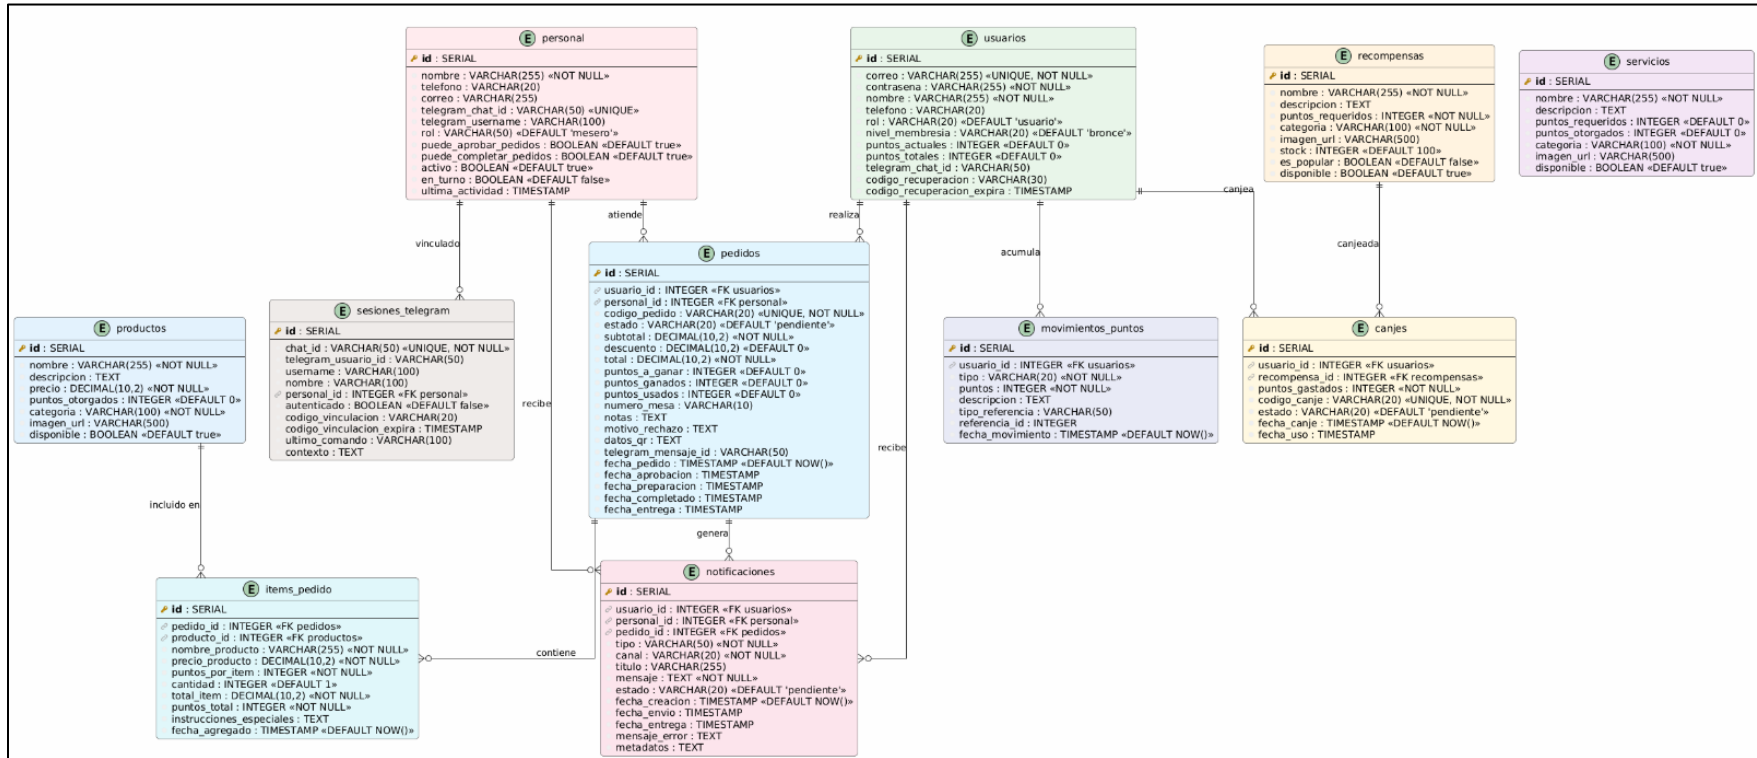 E personal
id : SERIAL
nombre : VARCHAR(255) «NOT NULL»
telefono : VARCHAR(20)
correo : VARCHAR(255)
telegram_chat_id : VARCHAR(50) «UNIQUE»
telegram_username : VARCHAR(100)
rol : VARCHAR(50) «DEFAULT 'mesero'»
puede_aprobar_pedidos : BOOLEAN «DEFAULT true»
puede_completar_pedidos : BOOLEAN «DEFAULT true»
activo : BOOLEAN «DEFAULT true»
en_turno : BOOLEAN «DEFAULT false»
ultima_actividad : TIMESTAMP
E usuarios
id : SERIAL
correo : VARCHAR(255) «UNIQUE, NOT NULL»
contrasena : VARCHAR(255) «NOT NULL»
nombre : VARCHAR(255) «NOT NULL»
telefono : VARCHAR(20)
rol : VARCHAR(20) «DEFAULT 'usuario'»
nivel_membresia : VARCHAR(20) «DEFAULT 'bronce'»
puntos_actuales : INTEGER «DEFAULT 0»
puntos_totales : INTEGER «DEFAULT 0»
telegram_chat_id : VARCHAR(50)
codigo_recuperacion : VARCHAR(30)
codigo_recuperacion_expira : TIMESTAMP
E recompensas
id : SERIAL
nombre : VARCHAR(255) «NOT NULL»
descripcion : TEXT
puntos_requeridos : INTEGER «NOT NULL»
categoria : VARCHAR(100) «NOT NULL»
imagen_url : VARCHAR(500)
stock : INTEGER «DEFAULT 100»
es_popular : BOOLEAN «DEFAULT false»
disponible : BOOLEAN «DEFAULT true»
E servicios
id : SERIAL
nombre : VARCHAR(255) «NOT NULL»
descripcion : TEXT
puntos_requeridos : INTEGER «DEFAULT 0»
puntos_otorgados : INTEGER «DEFAULT 0»
categoria : VARCHAR(100) «NOT NULL»
imagen_url : VARCHAR(500)
disponible : BOOLEAN «DEFAULT true»
canjea
atiende
realiza
vinculado
acumula
canjeada
E pedidos
id : SERIAL
usuario_id : INTEGER «FK usuarios»
personal_id : INTEGER «FK personal»
codigo_pedido : VARCHAR(20) «UNIQUE, NOT NULL»
estado : VARCHAR(20) «DEFAULT 'pendiente'»
subtotal : DECIMAL(10,2) «NOT NULL»
descuento : DECIMAL(10,2) «DEFAULT 0»
total : DECIMAL(10,2) «NOT NULL»
puntos_a_ganar : INTEGER «DEFAULT 0»
puntos_ganados : INTEGER «DEFAULT 0»
puntos_usados : INTEGER «DEFAULT 0»
numero_mesa : VARCHAR(10)
notas : TEXT
motivo_rechazo : TEXT
datos_qr : TEXT
telegram_mensaje_id : VARCHAR(50)
fecha_pedido : TIMESTAMP «DEFAULT NOW()»
fecha_aprobacion : TIMESTAMP
fecha_preparacion : TIMESTAMP
fecha_completado : TIMESTAMP
fecha_entrega : TIMESTAMP
E sesiones_telegram
id : SERIAL
chat_id : VARCHAR(50) «UNIQUE, NOT NULL»
telegram_usuario_id : VARCHAR(50)
username : VARCHAR(100)
nombre : VARCHAR(100)
personal_id : INTEGER «FK personal»
autenticado : BOOLEAN «DEFAULT false»
codigo_vinculacion : VARCHAR(20)
codigo_vinculacion_expira : TIMESTAMP
ultimo_comando : VARCHAR(100)
contexto : TEXT
E productos
id : SERIAL
nombre : VARCHAR(255) «NOT NULL»
descripcion : TEXT
precio : DECIMAL(10,2) «NOT NULL»
puntos_otorgados : INTEGER «DEFAULT 0»
categoria : VARCHAR(100) «NOT NULL»
imagen_url : VARCHAR(500)
disponible : BOOLEAN «DEFAULT true»
E movimientos_puntos
id : SERIAL
usuario_id : INTEGER «FK usuarios»
tipo : VARCHAR(20) «NOT NULL»
puntos : INTEGER «NOT NULL»
descripcion : TEXT
tipo_referencia : VARCHAR(50)
referencia_id : INTEGER
fecha_movimiento : TIMESTAMP «DEFAULT NOW()»
E canjes
id : SERIAL
usuario_id : INTEGER «FK usuarios»
recompensa_id : INTEGER «FK recompensas»
puntos_gastados : INTEGER «NOT NULL»
codigo_canje : VARCHAR(20) «UNIQUE, NOT NULL»
estado : VARCHAR(20) «DEFAULT 'pendiente'»
fecha_canje : TIMESTAMP «DEFAULT NOW()»
fecha_uso : TIMESTAMP
recibe
recibe
incluido en
genera
contiene
E items_pedido
id : SERIAL
pedido_id : INTEGER «FK pedidos»
producto_id : INTEGER «FK productos»
nombre_producto : VARCHAR(255) «NOT NULL»
precio_producto : DECIMAL(10,2) «NOT NULL»
puntos_por_item : INTEGER «NOT NULL»
cantidad : INTEGER «DEFAULT 1»
total_item : DECIMAL(10,2) «NOT NULL»
puntos_total : INTEGER «NOT NULL»
instrucciones_especiales : TEXT
fecha_agregado : TIMESTAMP «DEFAULT NOW()»
E notificaciones
id : SERIAL
usuario_id : INTEGER «FK usuarios»
personal_id : INTEGER «FK personal»
pedido_id : INTEGER «FK pedidos»
tipo : VARCHAR(50) «NOT NULL»
canal : VARCHAR(20) «NOT NULL»
titulo : VARCHAR(255)
mensaje : TEXT «NOT NULL»
estado : VARCHAR(20) «DEFAULT 'pendiente'»
fecha_creacion : TIMESTAMP «DEFAULT NOW()»
fecha_envio : TIMESTAMP
fecha_entrega : TIMESTAMP
mensaje_error : TEXT
metadatos : TEXT